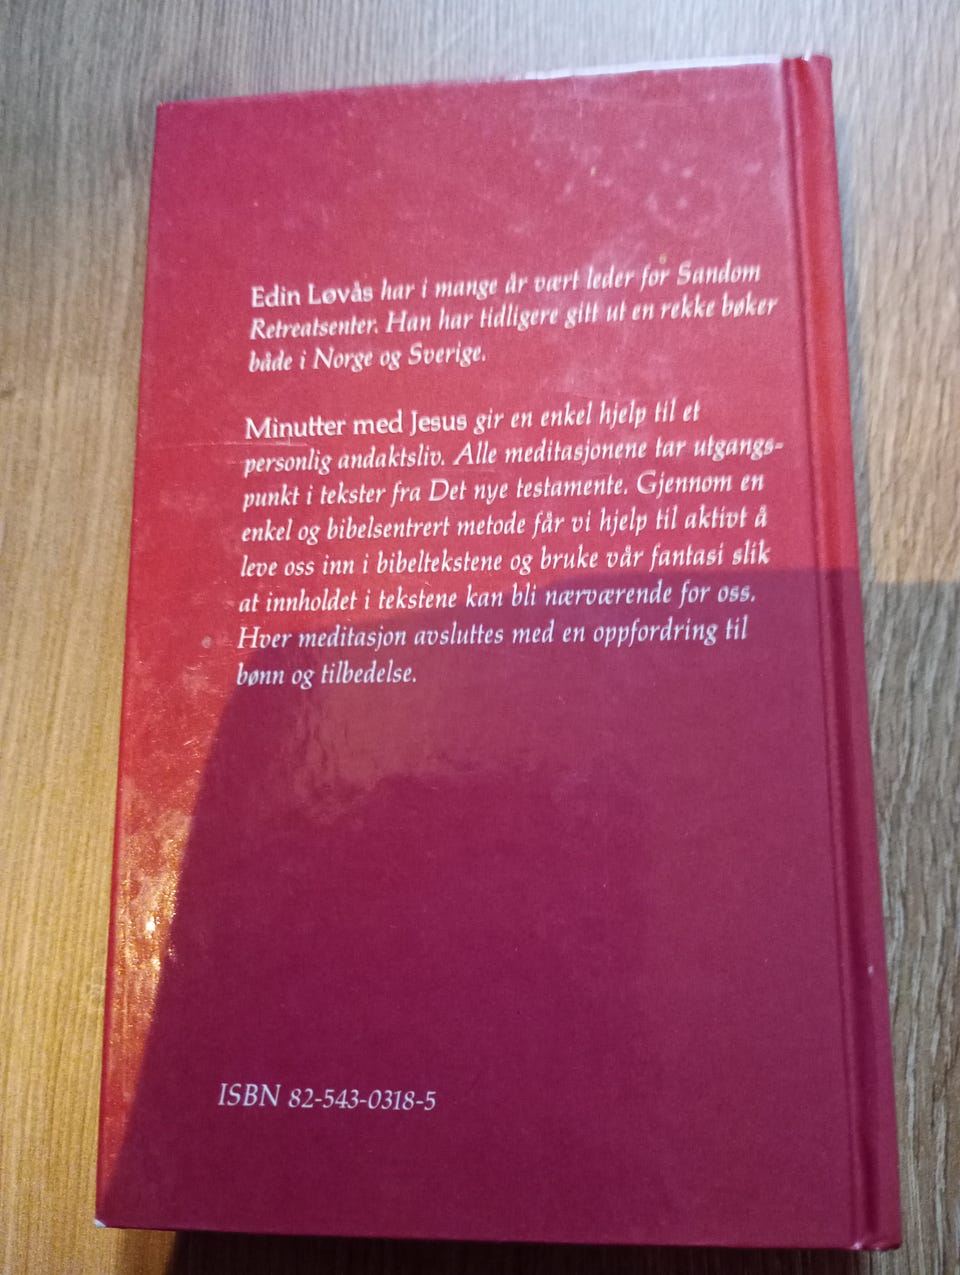 Edin Løvås har i mange år vært leder for Sandom
Retreatsenter. Han har tidligere gitt ut en rekke bøker
både i Norge og Sverige.
Minutter med Jesus gir en enkel hjelp til et
personlig andaktsliv. Alle meditasjonene tar utgangs-
punkt i tekster fra Det nye testamente. Gjennom en
enkel og bibelsentrert metode får vi hjelp til aktivt å
leve oss inn i bibeltekstene og bruke vår fantasi slik
at innholdet i tekstene kan bli nærværende for oss.
Hver meditasjon avsluttes med en oppfordring til
bønn og tilbedelse.
ISBN 82-543-0318-5